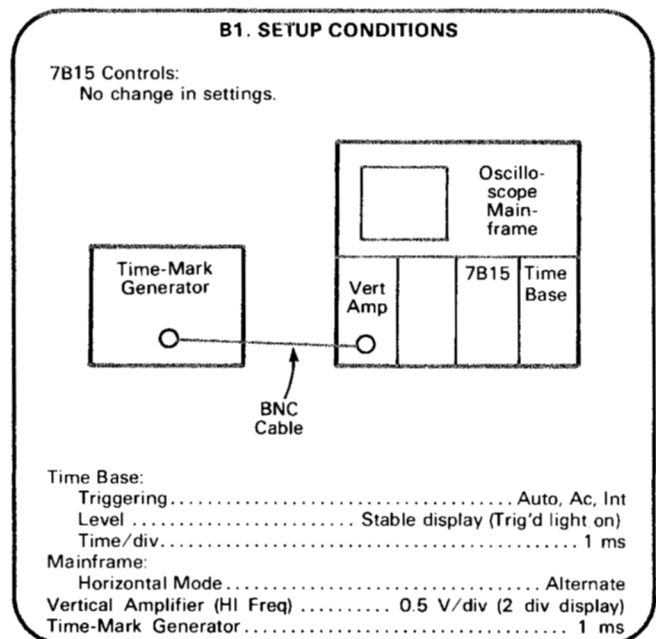 B1. SETUP CONDITIONS
7B15 Controls:
No change in settings.
Oscillo-
scope
Main-
frame
Time-Mark
Generator
Vert
Amp
7B15
Time
Base
BNC
Cable
Time Base:
Triggering........................................Auto, Ac, Int
Level ........................ Stable display (Trig'd light on)
Time/div................................................. 1 ms
Mainframe:
Horizontal Mode.....................................Alternate
Vertical Amplifier (HI Freq) .......... 0.5 V/div (2 div display)
Time-Mark Generator....................................... 1 ms